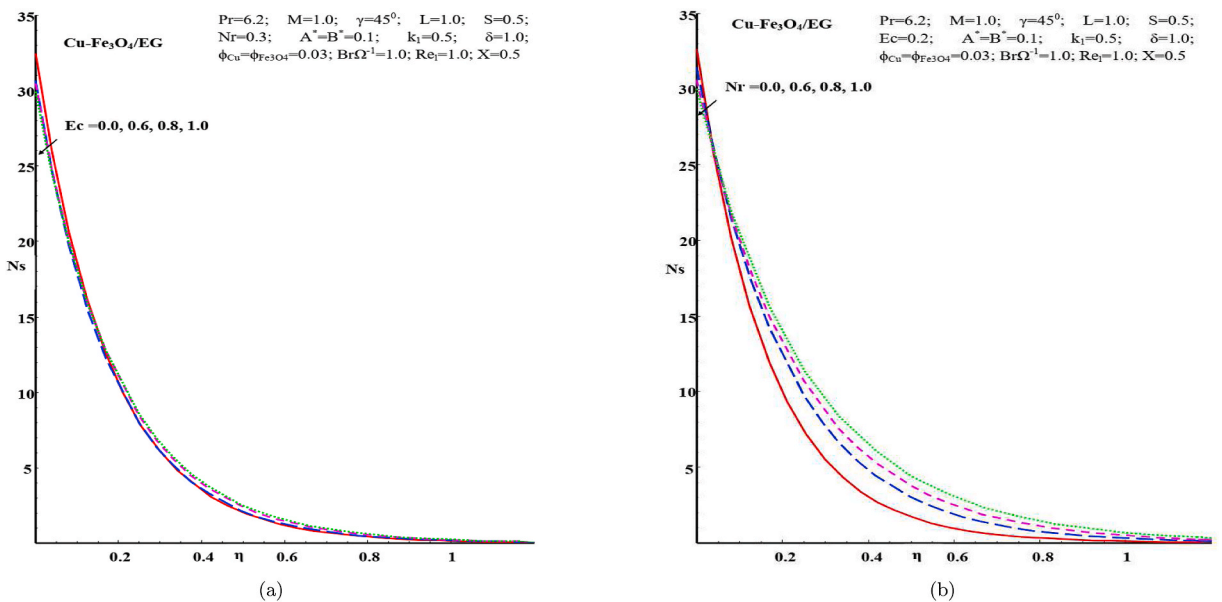 Pr=6.2; M=1.0; γ=45⁰; L=1.0; S=0.5;
Nr=0.3; A*=B*=0.1; k₁=0.5; δ=1.0;
ϕCu=ϕFe3O4=0.03; BrΩ⁻¹=1.0; Reₗ=1.0; X=0.5
Cu–Fe₃O₄/EG
Ec =0.0, 0.6, 0.8, 1.0
35
30
25
20
Ns
15
10
5
0.2
η
0.4
0.6
0.8
1
(a)
Pr=6.2; M=1.0; γ=45⁰; L=1.0; S=0.5;
Ec=0.2; A*=B*=0.1; k₁=0.5; δ=1.0;
ϕCu=ϕFe3O4=0.03; BrΩ⁻¹=1.0; Reₗ=1.0; X=0.5
Cu–Fe₃O₄/EG
Nr =0.0, 0.6, 0.8, 1.0
35
30
25
20
Ns
15
10
5
0.2
0.4
η
0.6
0.8
1
(b)